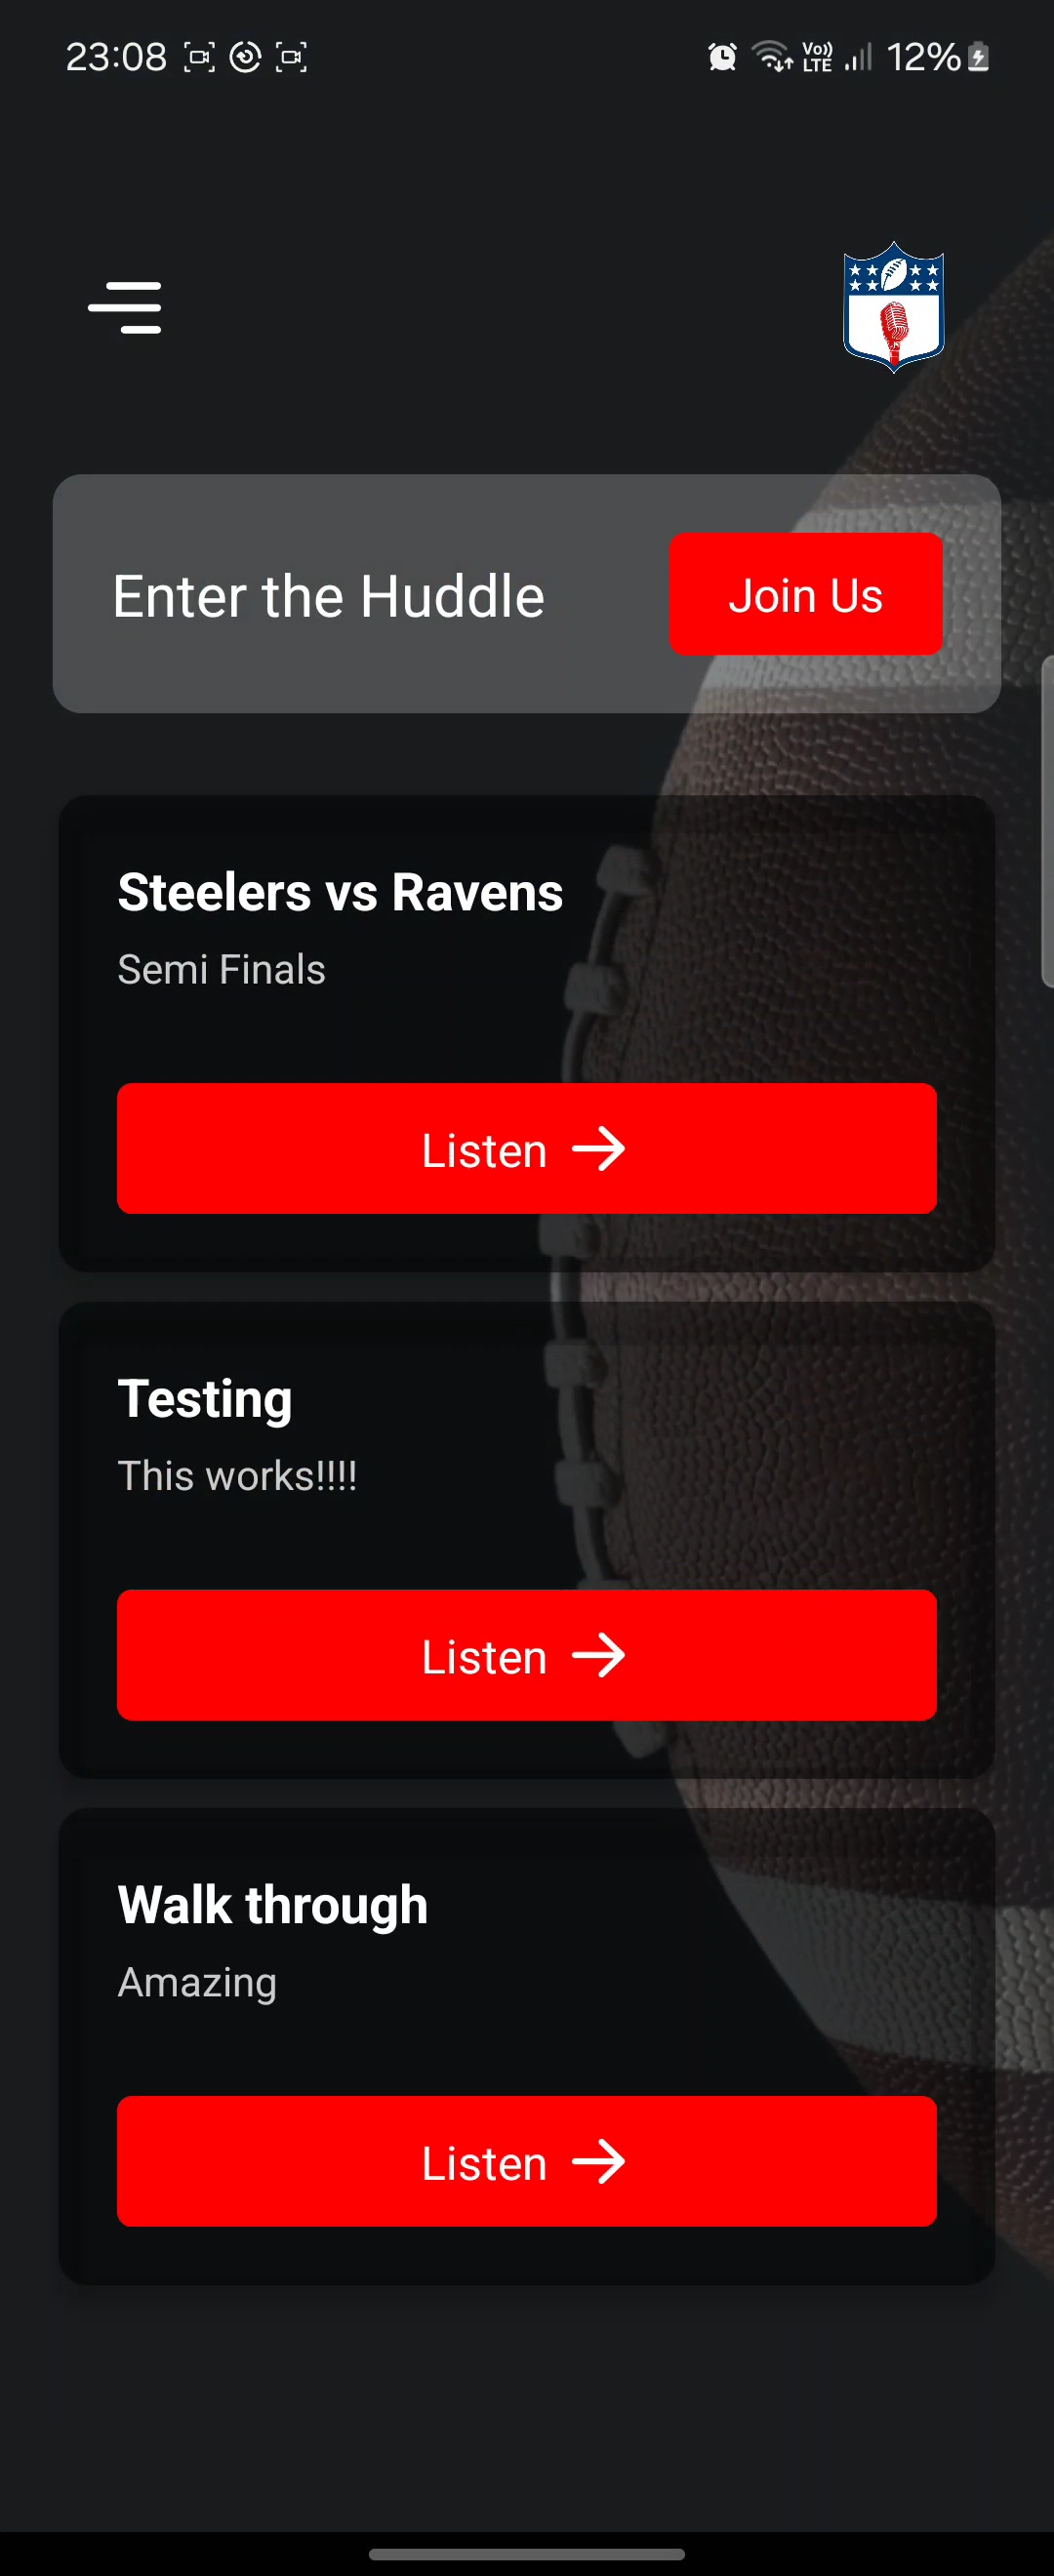 23:08 Vo)) LTE 12%
Enter the Huddle
Join Us
Steelers vs Ravens
Semi Finals
Listen →
Testing
This works!!!!
Listen →
Walk through
Amazing
Listen →